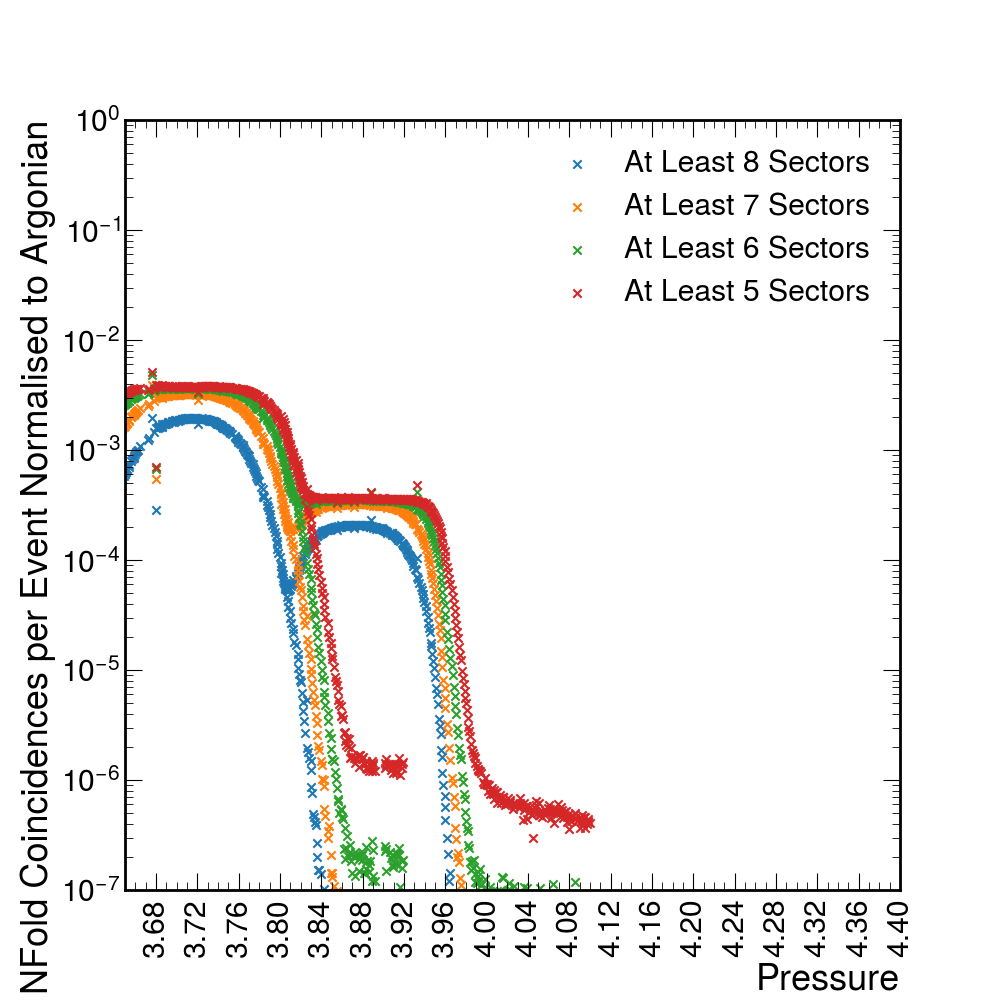 NFold Coincidences per Event Normalised to Argonian
10⁰
10⁻¹
10⁻²
10⁻³
10⁻⁴
10⁻⁵
10⁻⁶
10⁻⁷
At Least 8 Sectors
At Least 7 Sectors
At Least 6 Sectors
At Least 5 Sectors
3.68 3.72 3.76 3.80 3.84 3.88 3.92 3.96 4.00 4.04 4.08 4.12 4.16 4.20 4.24 4.28 4.32 4.36 4.40
Pressure